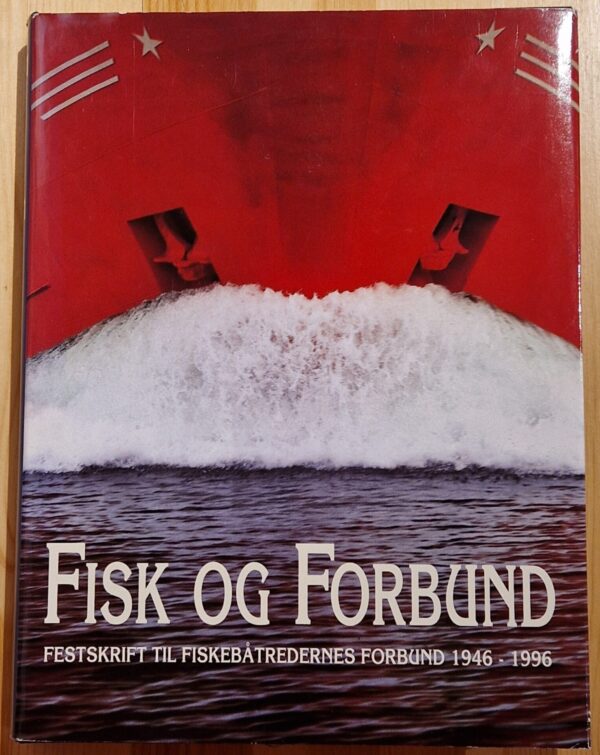 FISK OG FORBUND
FESTSKRIFT TIL FISKEBÅTREDERNES FORBUND 1946 - 1996